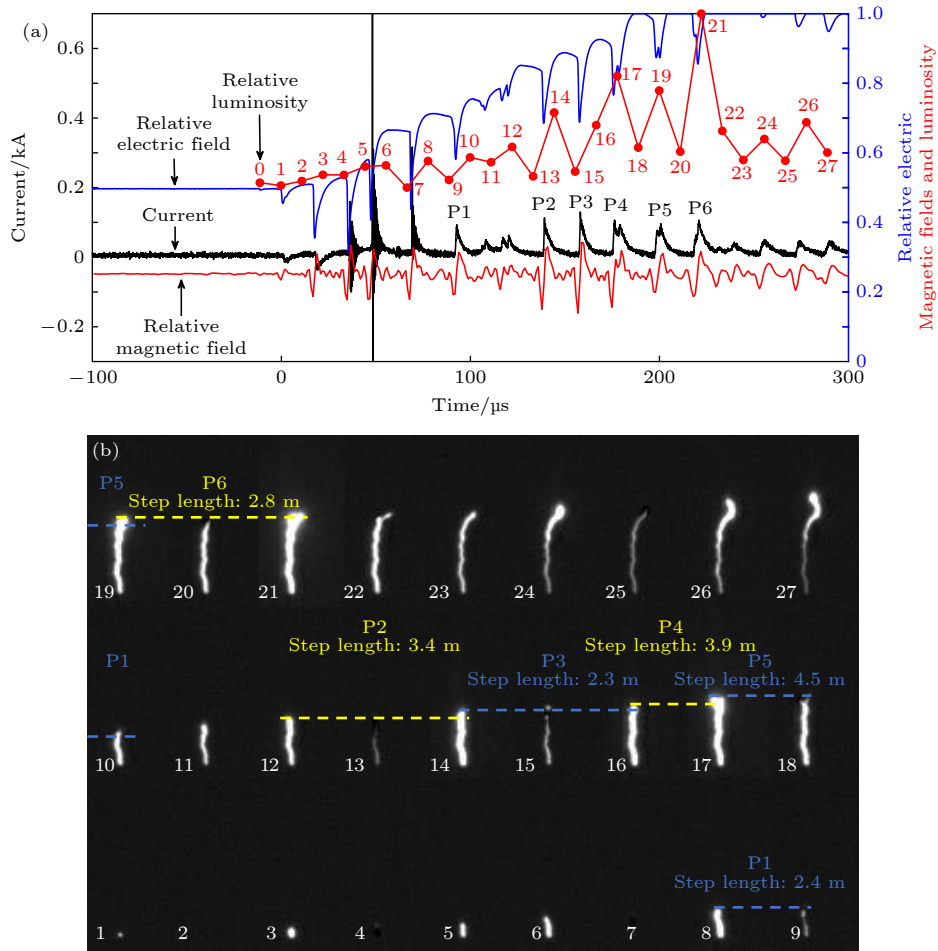 (a)
0.6
0.4
0.2
0
−0.2
Current/kA
Relative
luminosity
Relative
electric field
Current
Relative
magnetic field
0
1
2
3
4
5
6
7
8
9
10
11
12
13
14
15
16
17
18
19
20
21
22
23
24
25
26
27
P1
P2
P3
P4
P5
P6
1.0
0.8
0.6
0.4
0.2
0
Relative electric
Magnetic fields and luminosity
−100
0
100
200
300
Time/µs
(b)
P5
P6
Step length: 2.8 m
19
20
21
22
23
24
25
26
27
P2
Step length: 3.4 m
P4
Step length: 3.9 m
P1
P3
Step length: 2.3 m
P5
Step length: 4.5 m
10
11
12
13
14
15
16
17
18
P1
Step length: 2.4 m
1
2
3
4
5
6
7
8
9